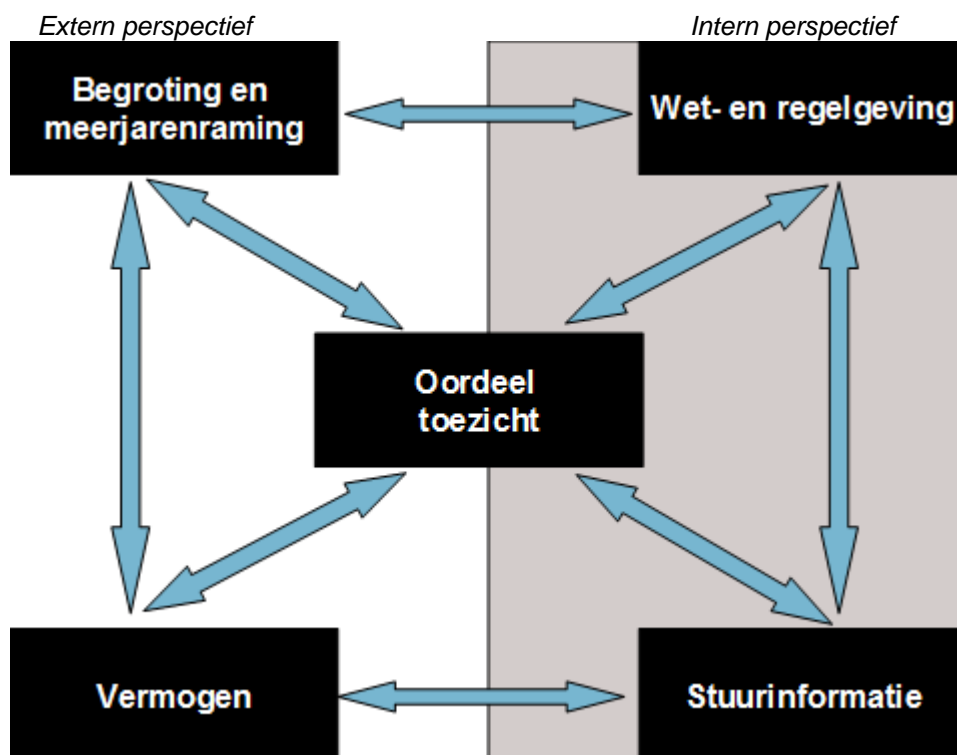 Extern perspectief
Intern perspectief
Begroting en
meerjarenraming
Wet- en regelgeving
Oordeel
toezicht
Vermogen
Stuurinformatie